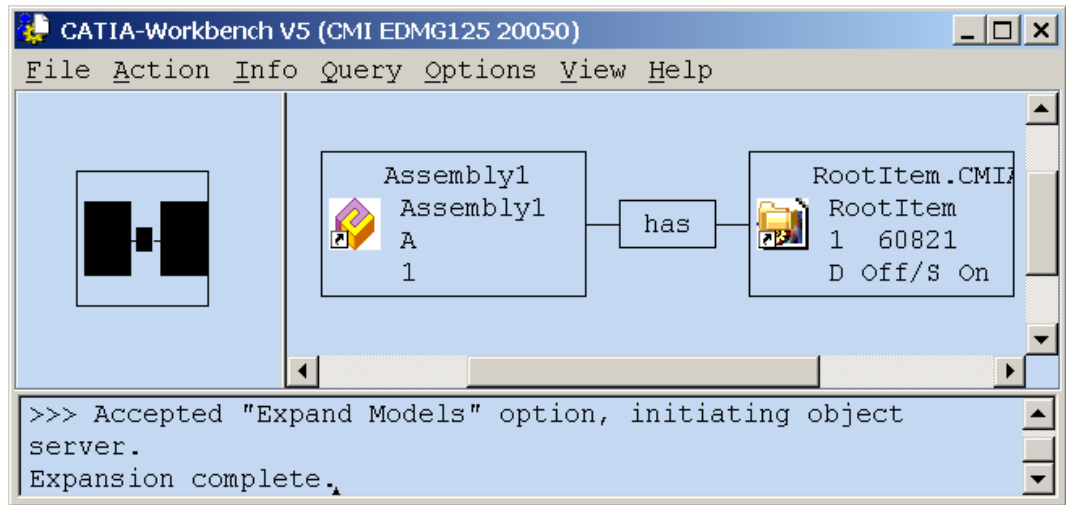 CATIA-Workbench V5 (CMI EDMG125 20050)
File Action Info Query Options View Help
Assembly1
Assembly1
A
1
has
RootItem.CMI
RootItem
1 60821
D Off/S On
>>> Accepted "Expand Models" option, initiating object
server.
Expansion complete.